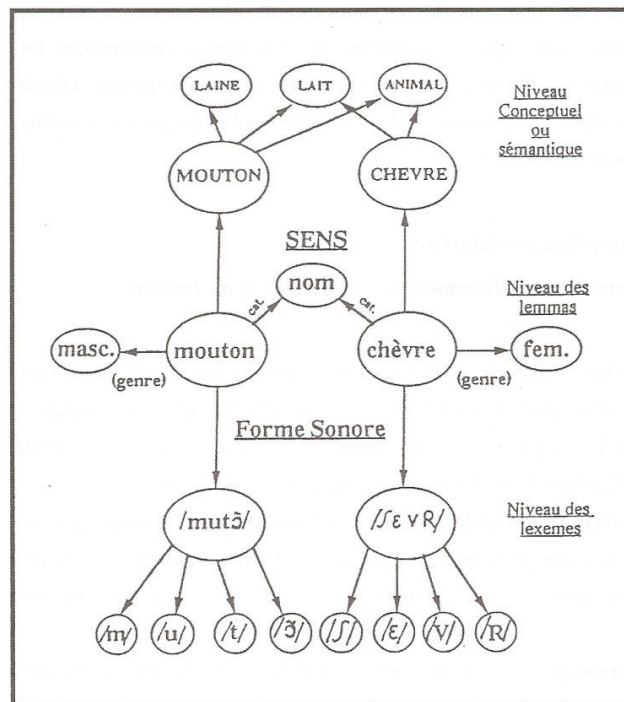 LAINE LAIT ANIMAL
Niveau
Conceptuel
ou
sémantique
MOUTON CHEVRE
SENS
nom
Niveau des
lemmas
cat. cat.
masc. mouton chèvre fem.
(genre) (genre)
Forme Sonore
/mutɔ̃/ /ʃɛvR/
Niveau des
lexemes
/m/ /u/ /t/ /ɔ̃/ /ʃ/ /ɛ/ /v/ /R/